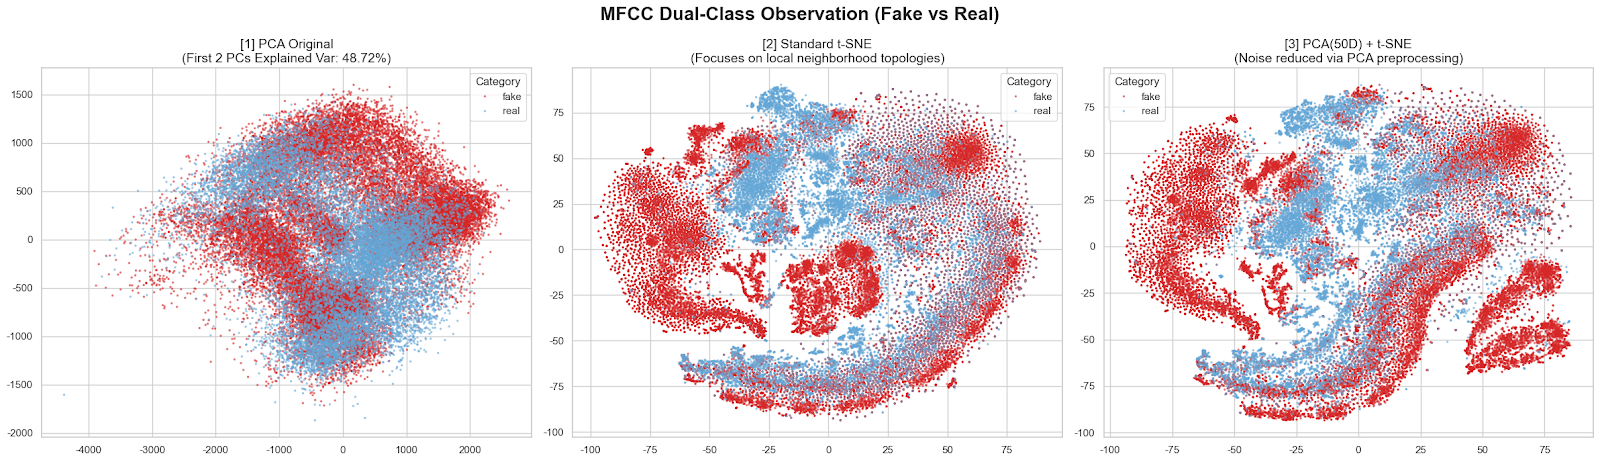 MFCC Dual-Class Observation (Fake vs Real)
[1] PCA Original
(First 2 PCs Explained Var: 48.72%)
Category
fake
real
1500
1000
500
0
-500
-1000
-1500
-2000
-4000
-3000
-2000
-1000
0
1000
2000
[2] Standard t-SNE
(Focuses on local neighborhood topologies)
Category
fake
real
75
50
25
0
-25
-50
-75
-100
-100
-75
-50
-25
0
25
50
75
[3] PCA(50D) + t-SNE
(Noise reduced via PCA preprocessing)
Category
fake
real
75
50
25
0
-25
-50
-75
-100
-100
-75
-50
-25
0
25
50
75